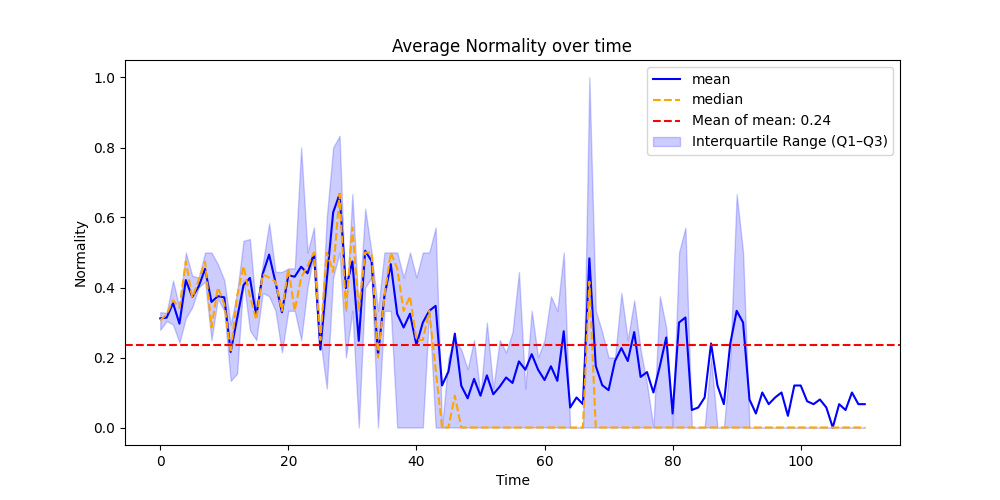 Average Normality over time
1.0
0.8
0.6
0.4
0.2
0.0
Normality
0
20
40
60
80
100
Time
mean
median
Mean of mean: 0.24
Interquartile Range (Q1–Q3)